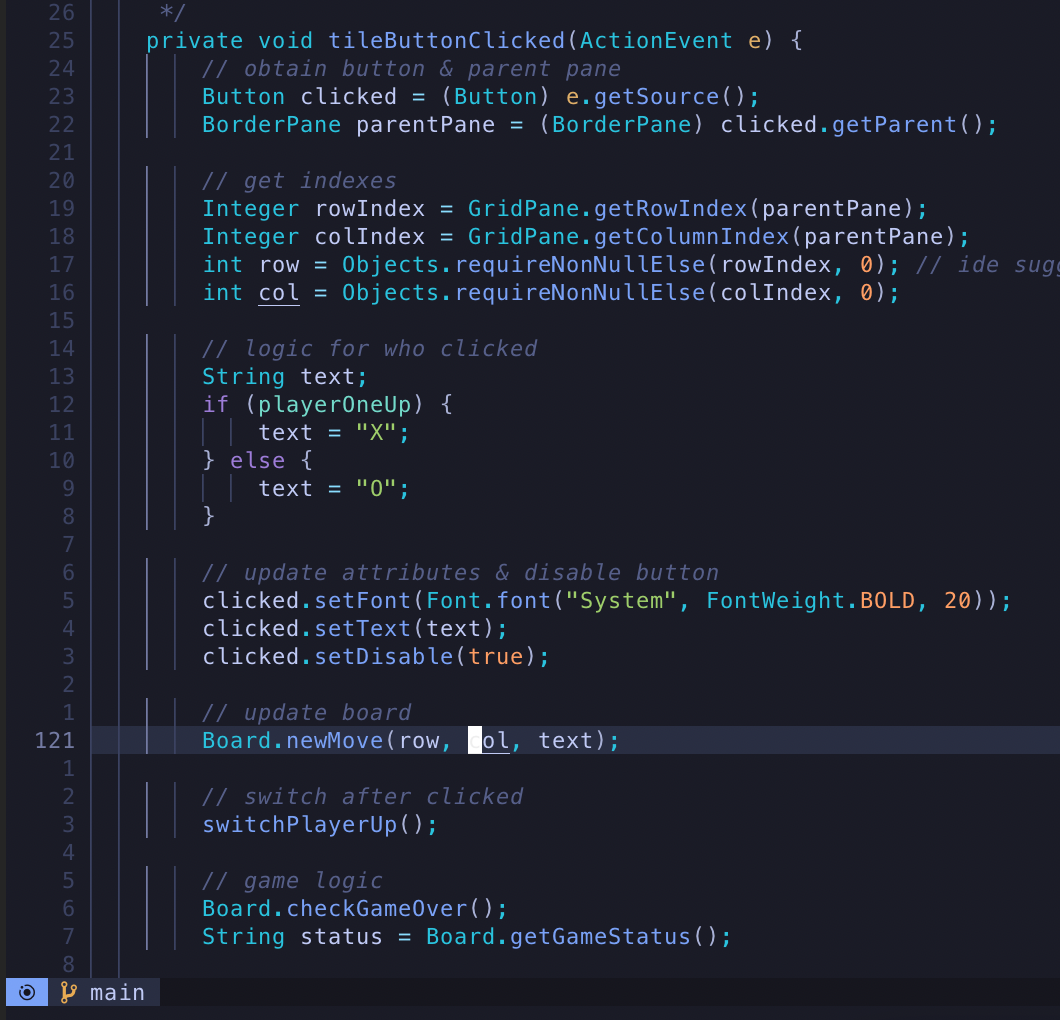 26 */
25 private void tileButtonClicked(ActionEvent e) {
24 // obtain button & parent pane
23 Button clicked = (Button) e.getSource();
22 BorderPane parentPane = (BorderPane) clicked.getParent();
21
20 // get indexes
19 Integer rowIndex = GridPane.getRowIndex(parentPane);
18 Integer colIndex = GridPane.getColumnIndex(parentPane);
17 int row = Objects.requireNonNullElse(rowIndex, 0); // ide sugg
16 int col = Objects.requireNonNullElse(colIndex, 0);
15
14 // logic for who clicked
13 String text;
12 if (playerOneUp) {
11 text = "X";
10 } else {
9 text = "O";
8 }
7
6 // update attributes & disable button
5 clicked.setFont(Font.font("System", FontWeight.BOLD, 20));
4 clicked.setText(text);
3 clicked.setDisable(true);
2
1 // update board
121 Board.newMove(row, col, text);
1
2 // switch after clicked
3 switchPlayerUp();
4
5 // game logic
6 Board.checkGameOver();
7 String status = Board.getGameStatus();
8
main